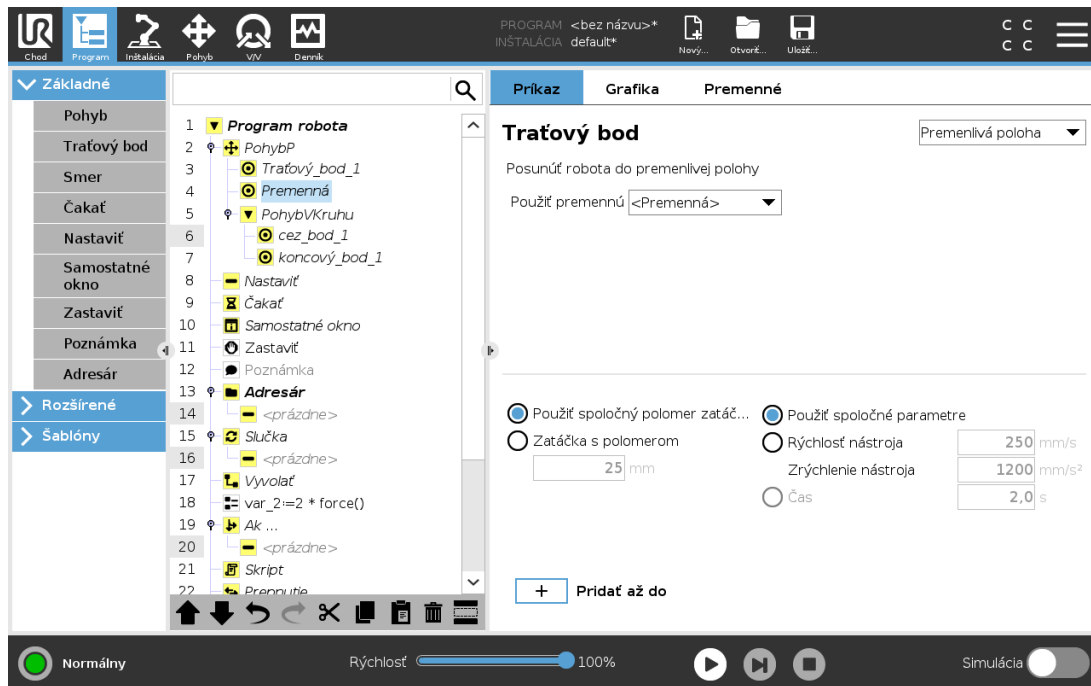 PROGRAM <bez názvu>*
INŠTALÁCIA default*
Chod
Program
Inštalácia
Pohyb
V/V
Denník
Nový...
Otvoriť...
Uložiť...
C C
C C
Základné
Pohyb
Traťový bod
Smer
Čakať
Nastaviť
Samostatné
okno
Zastaviť
Poznámka
Adresár
Rozšírené
Šablóny
1 Program robota
2 PohybP
3 Traťový_bod_1
4 Premenná
5 PohybVKruhu
6 cez_bod_1
7 koncový_bod_1
8 Nastaviť
9 Čakať
10 Samostatné okno
11 Zastaviť
12 Poznámka
13 Adresár
14 <prázdne>
15 Slučka
16 <prázdne>
17 Vyvolať
18 var_2:=2 * force()
19 Ak ...
20 <prázdne>
21 Skript
22 Prepnutie
Príkaz Grafika Premenné
Traťový bod
Premenlivá poloha
Posunúť robota do premenlivej polohy
Použiť premennú <Premenná>
Použiť spoločný polomer zatáč...
Zatáčka s polomerom
25 mm
Použiť spoločné parametre
Rýchlosť nástroja 250 mm/s
Zrýchlenie nástroja 1200 mm/s²
Čas 2,0 s
+ Pridať až do
Normálny
Rýchlosť 100%
Simulácia